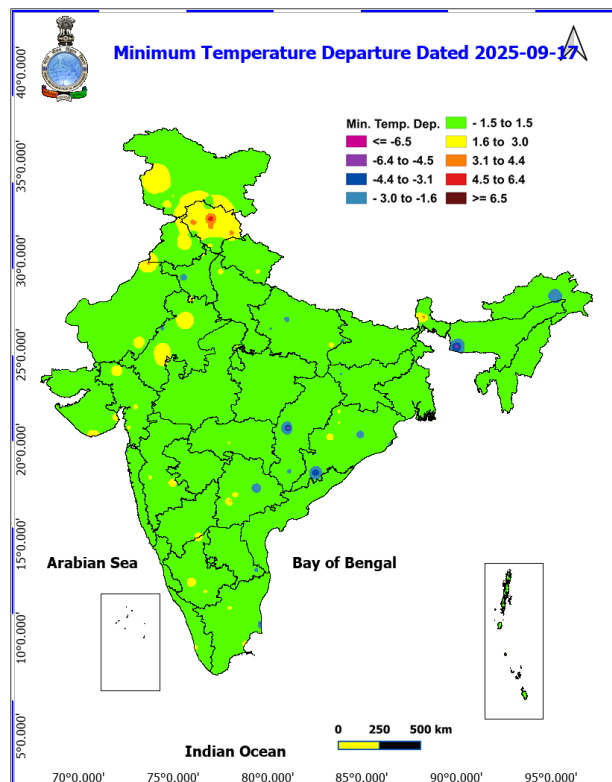 Minimum Temperature Departure Dated 2025-09-17
Min. Temp. Dep.
<= -6.5
-6.4 to -4.5
-4.4 to -3.1
- 3.0 to -1.6
- 1.5 to 1.5
1.6 to 3.0
3.1 to 4.4
4.5 to 6.4
>= 6.5
40°0.000'
35°0.000'
30°0.000'
25°0.000'
20°0.000'
15°0.000'
10°0.000'
5°0.000'
Arabian Sea
Bay of Bengal
0 250 500 km
Indian Ocean
70°0.000' 75°0.000' 80°0.000' 85°0.000' 90°0.000' 95°0.000'